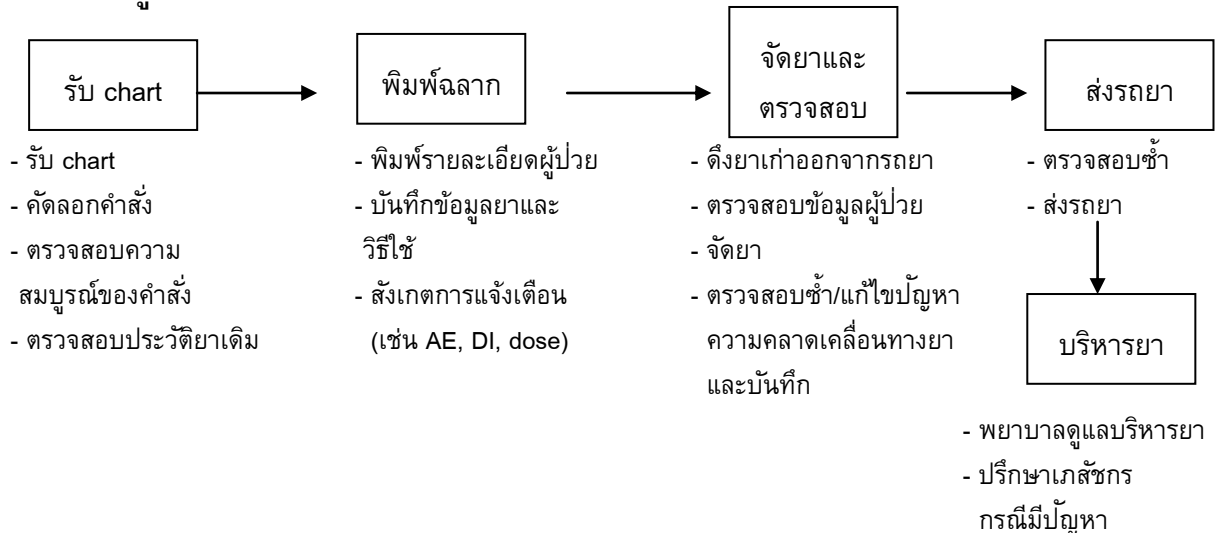 รับ chart
- รับ chart
- คัดลอกคำสั่ง
- ตรวจสอบความ
สมบูรณ์ของคำสั่ง
- ตรวจสอบประวัติยาเดิม
พิมพ์ฉลาก
- พิมพ์รายละเอียดผู้ป่วย
- บันทึกข้อมูลยาและ
วิธีใช้
- สังเกตการแจ้งเตือน
(เช่น AE, DI, dose)
จัดยาและ
ตรวจสอบ
- ดึงยาเก่าออกจากรถยา
- ตรวจสอบข้อมูลผู้ป่วย
- จัดยา
- ตรวจสอบซ้ำ/แก้ไขปัญหา
ความคลาดเคลื่อนทางยา
และบันทึก
ส่งรถยา
- ตรวจสอบซ้ำ
- ส่งรถยา
บริหารยา
- พยาบาลดูแลบริหารยา
- ปรึกษาเภสัชกร
กรณีมีปัญหา